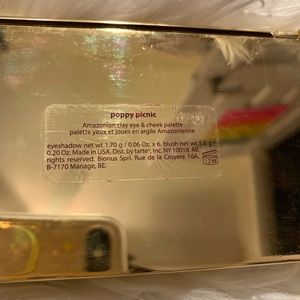 poppy picnic
Amazonian clay eye & cheek palette
palette yeux et joues en argile Amazonienne
eyeshadow net wt 1.70 g / 0.06 Oz. x 6. blush net wt 5.6 g /
0.20 Oz. Made in USA. Dist. by tarte®, inc. NY 10018. All
rights reserved. Biorius Sprl, Rue de la Croyere 10A,
B-7170 Manage, BE.
12M